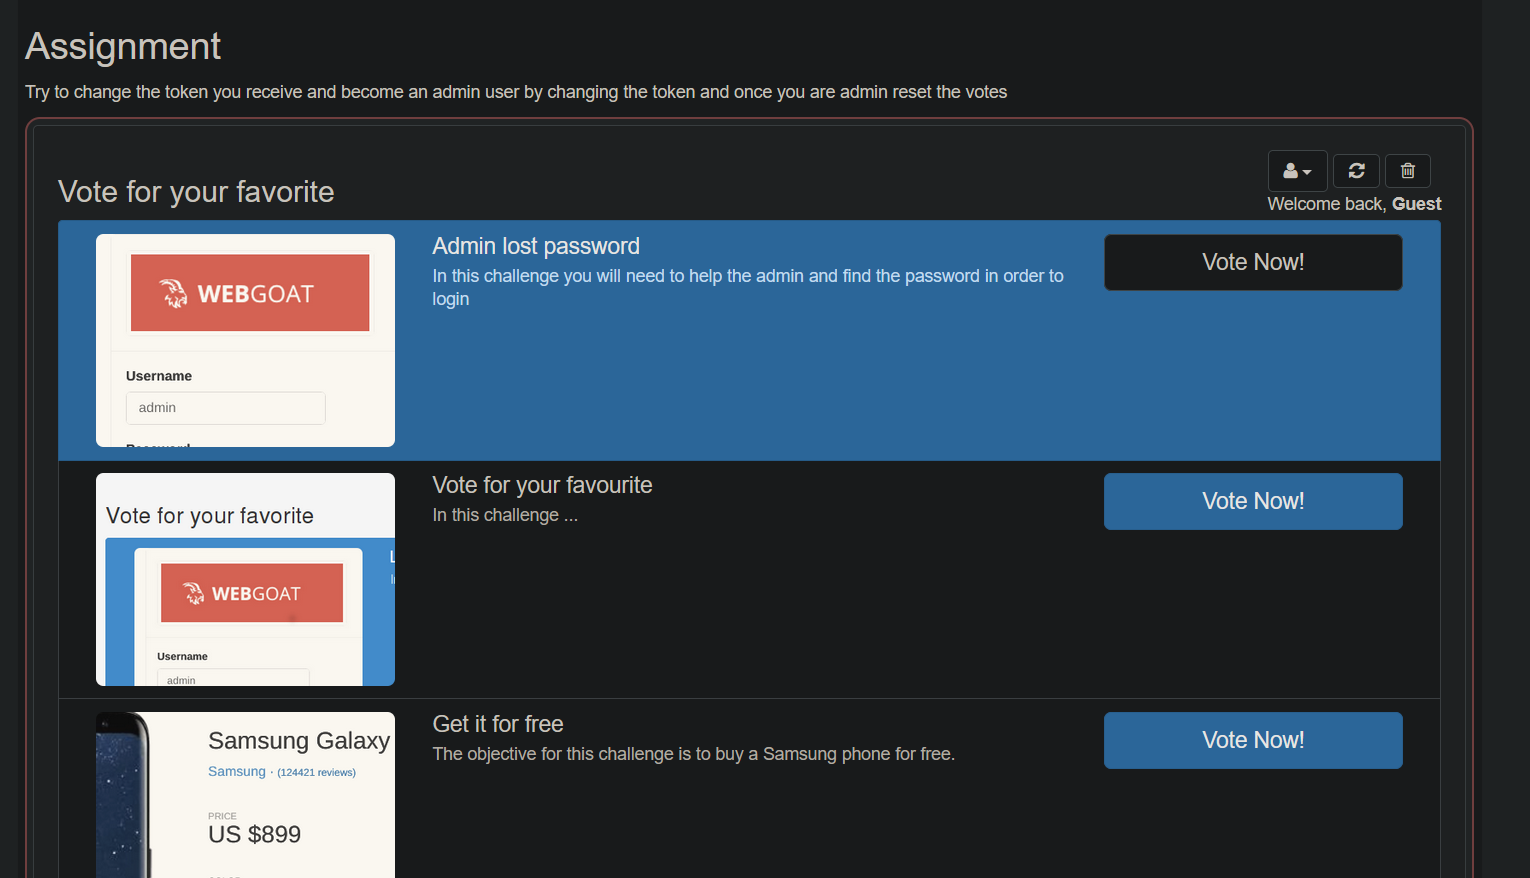 Assignment
Try to change the token you receive and become an admin user by changing the token and once you are admin reset the votes
Vote for your favorite
Welcome back, Guest
WEBGOAT
Username
admin
Admin lost password
In this challenge you will need to help the admin and find the password in order to
login
Vote Now!
Vote for your favorite
WEBGOAT
Username
admin
Vote for your favourite
In this challenge ...
Vote Now!
Samsung Galaxy
Samsung · (124421 reviews)
PRICE
US $899
Get it for free
The objective for this challenge is to buy a Samsung phone for free.
Vote Now!